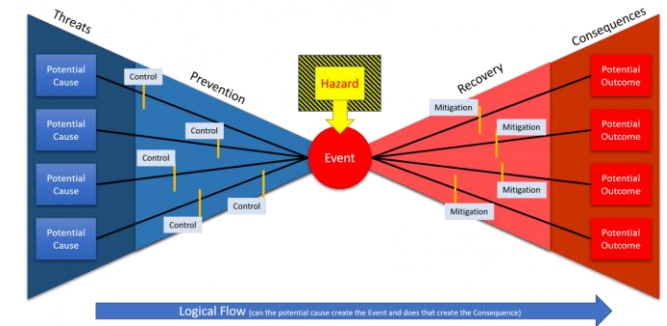 Threats
Consequences
Prevention
Recovery
Hazard
Event
Potential
Cause
Potential
Cause
Potential
Cause
Potential
Cause
Control
Control
Control
Control
Control
Mitigation
Mitigation
Mitigation
Mitigation
Potential
Outcome
Potential
Outcome
Potential
Outcome
Potential
Outcome
Logical Flow (can the potential cause create the Event and does that create the Consequence)